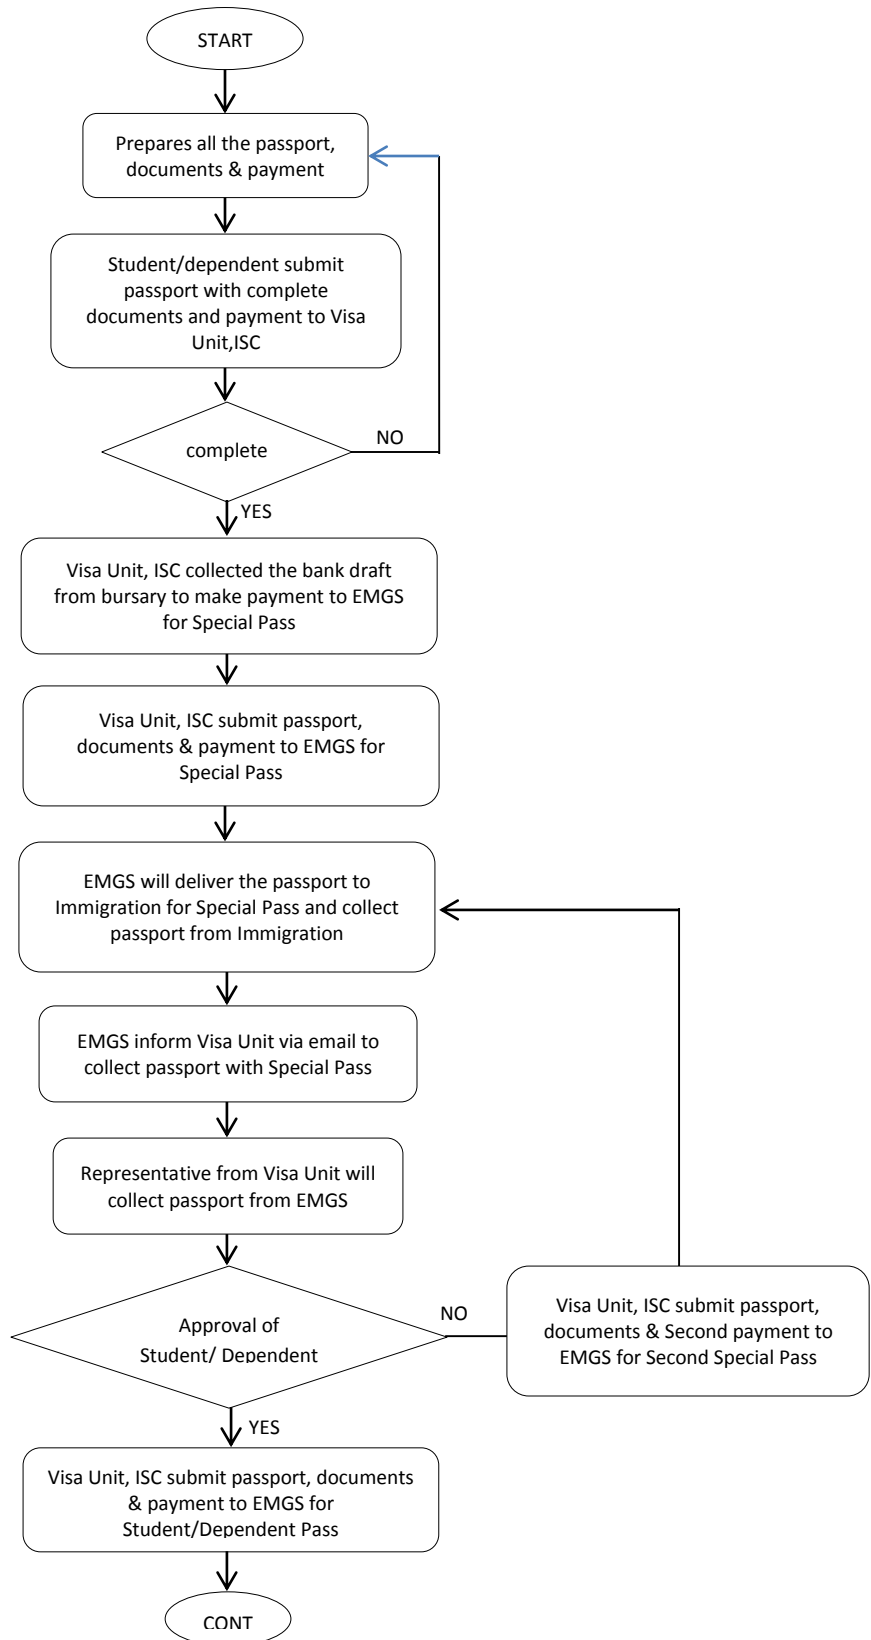 START
Prepares all the passport,
documents & payment
Student/dependent submit
passport with complete
documents and payment to Visa
Unit,ISC
complete
NO
YES
Visa Unit, ISC collected the bank draft
from bursary to make payment to EMGS
for Special Pass
Visa Unit, ISC submit passport,
documents & payment to EMGS for
Special Pass
EMGS will deliver the passport to
Immigration for Special Pass and collect
passport from Immigration
EMGS inform Visa Unit via email to
collect passport with Special Pass
Representative from Visa Unit will
collect passport from EMGS
Approval of
Student/ Dependent
NO
Visa Unit, ISC submit passport,
documents & Second payment to
EMGS for Second Special Pass
YES
Visa Unit, ISC submit passport, documents
& payment to EMGS for
Student/Dependent Pass
CONT